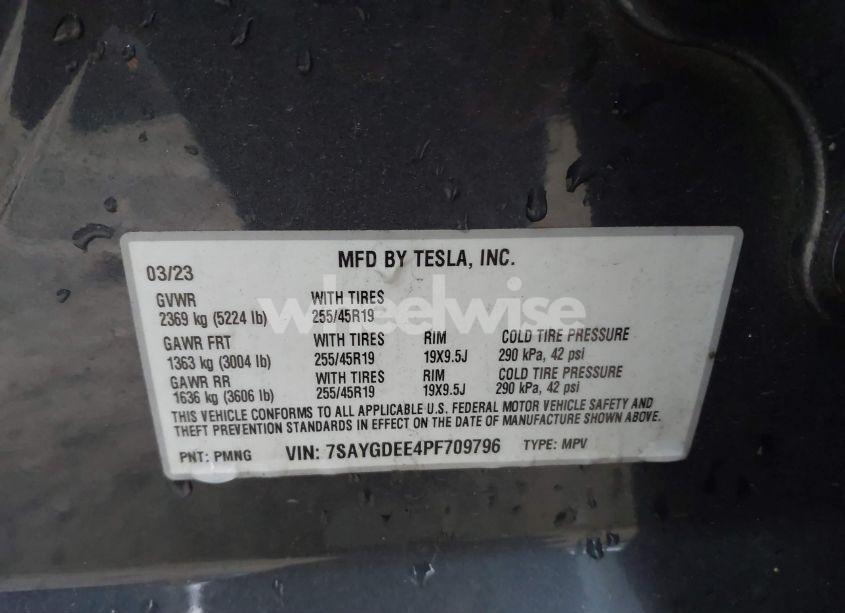 MFD BY TESLA, INC.
03/23
GVWR WITH TIRES
2369 kg (5224 lb) 255/45R19
GAWR FRT WITH TIRES RIM COLD TIRE PRESSURE
1363 kg (3004 lb) 255/45R19 19X9.5J 290 kPa, 42 psi
GAWR RR WITH TIRES RIM COLD TIRE PRESSURE
1636 kg (3606 lb) 255/45R19 19X9.5J 290 kPa, 42 psi
THIS VEHICLE CONFORMS TO ALL APPLICABLE U.S. FEDERAL MOTOR VEHICLE SAFETY AND
THEFT PREVENTION STANDARDS IN EFFECT ON THE DATE OF MANUFACTURE SHOWN ABOVE.
PNT: PMNG VIN: 7SAYGDEE4PF709796 TYPE: MPV
wheelwise